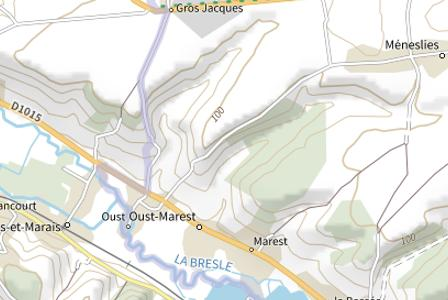 Gros Jacques
Méneslies
100
D1015
ancourt
s-et-Marais
Oust Oust-Marest
Marest
100
LA BRESLE